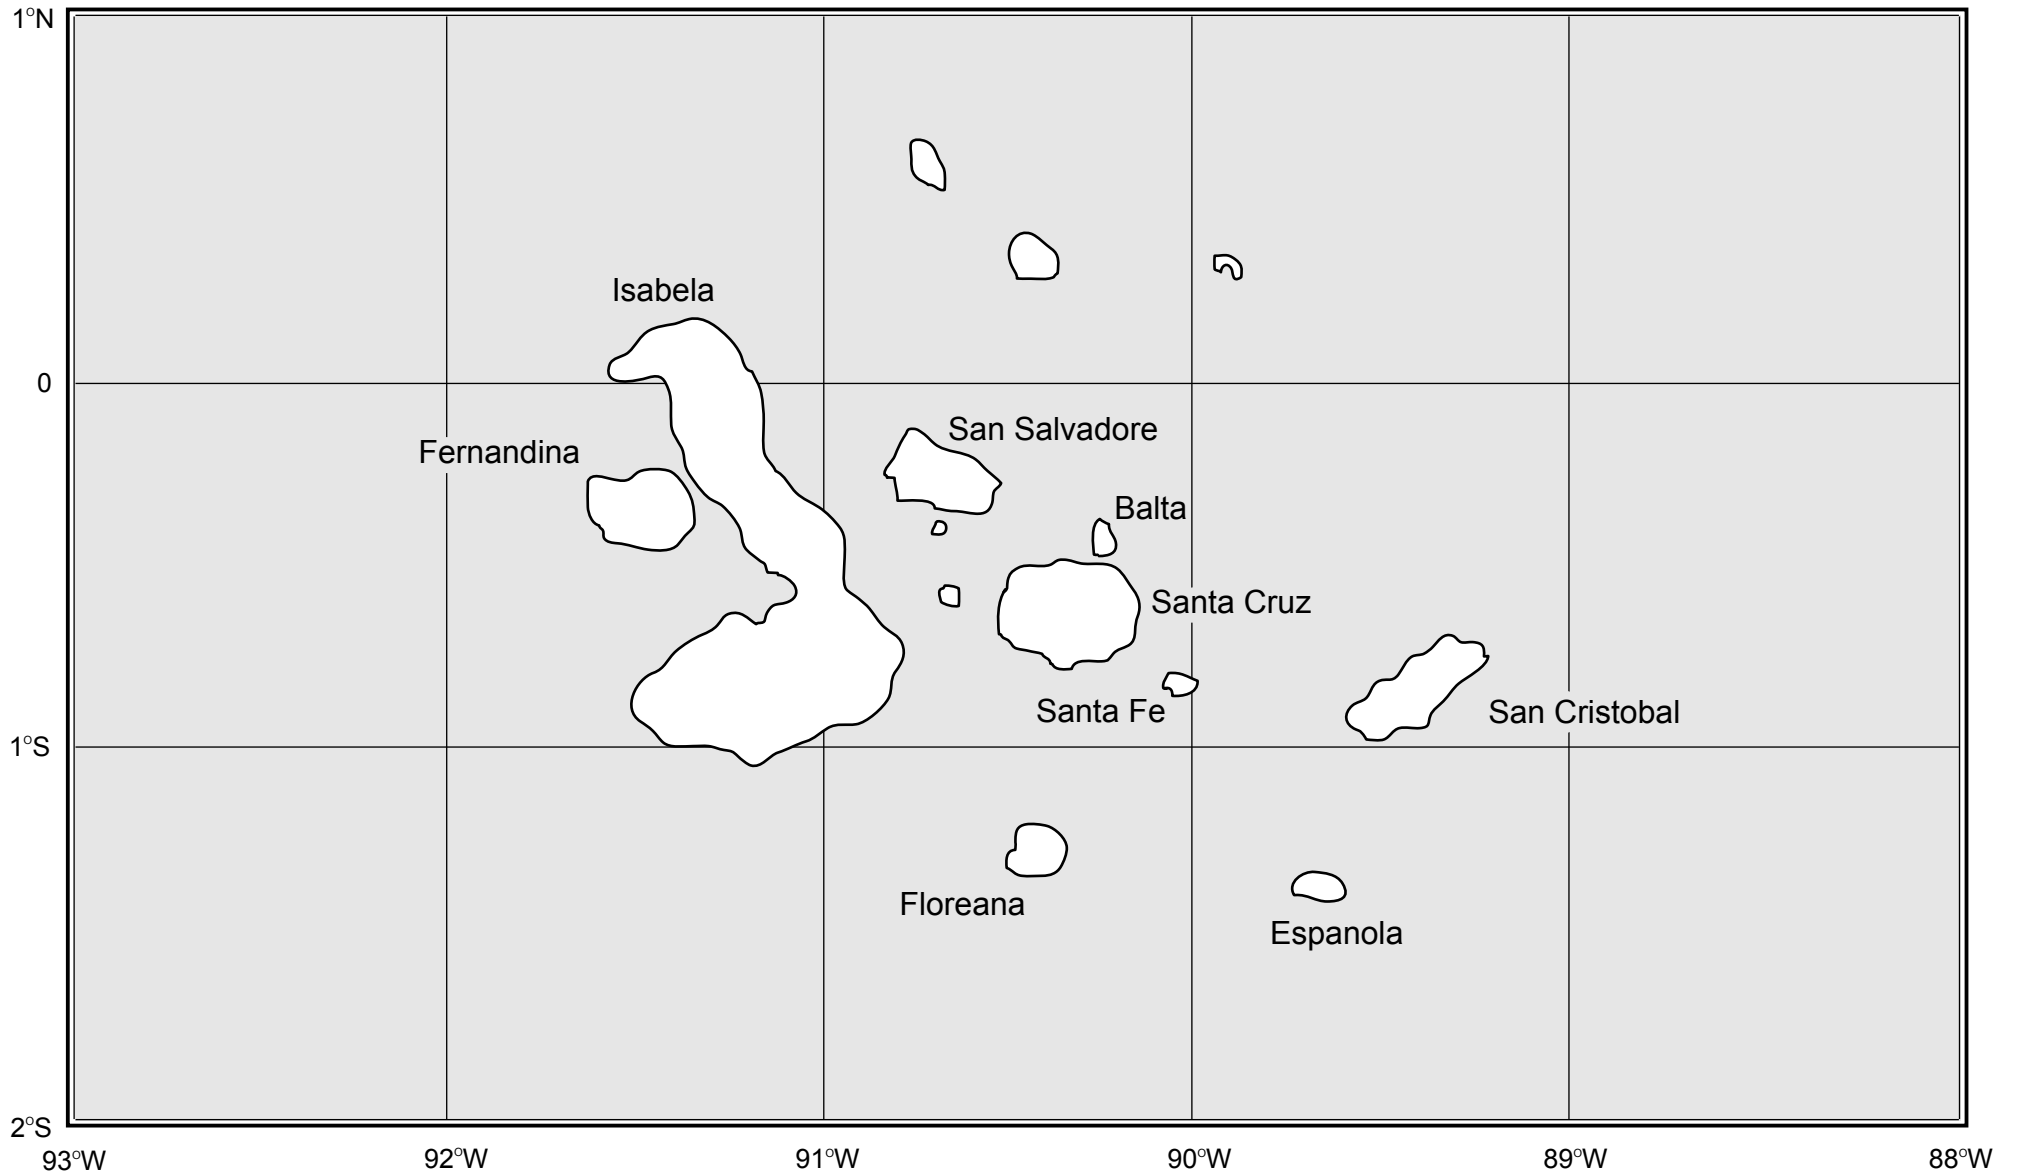 1°N
Isabela
0
San Salvadore
Fernandina
Balta
Santa Cruz
Santa Fe
San Cristobal
1°S
Floreana
Espanola
2°S
93°W
92°W
91°W
90°W
89°W
88°W